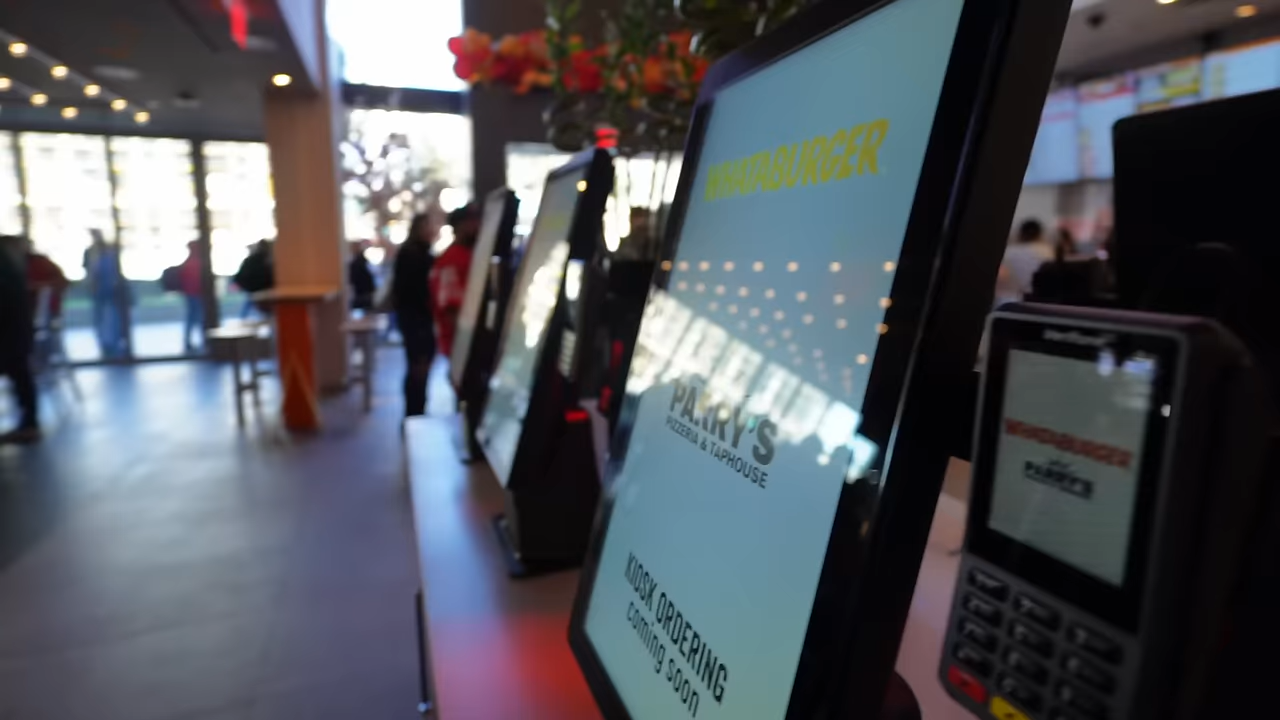 WHATABURGER
PARRY'S
PIZZERIA & TAPHOUSE
KIOSK ORDERING
coming soon
WHATABURGER
PARRY'S